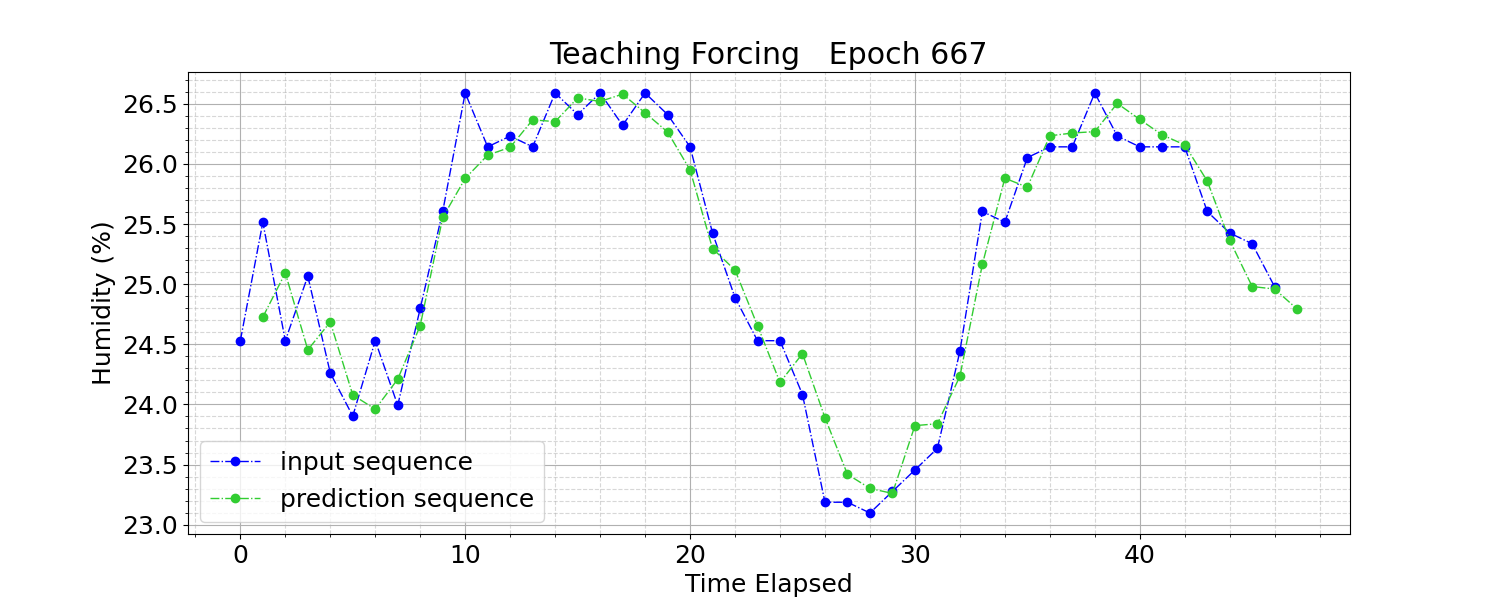 Teaching Forcing   Epoch 667
Humidity (%)
26.5
26.0
25.5
25.0
24.5
24.0
23.5
23.0
input sequence
prediction sequence
0 10 20 30 40
Time Elapsed